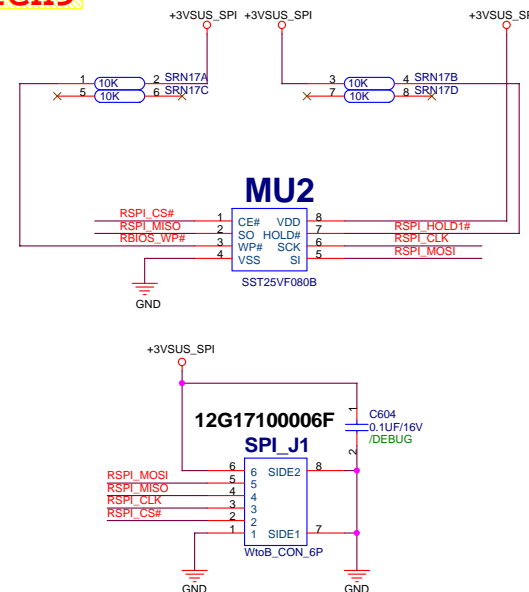 +3VSUS_SPI +3VSUS_SPI
1 10K 2 SRN17A
5 10K 6 SRN17C
3 10K 4 SRN17B
7 10K 8 SRN17D
MU2
RSPI_CS# 1 CE# VDD 8
RSPI_MISO 2 SO HOLD# 7 RSPI_HOLD1#
RBIOS_WP# 3 WP# SCK 6 RSPI_CLK
4 VSS SI 5 RSPI_MOSI
SST25VF080B
GND
+3VSUS_SPI
12G17100006F
SPI_J1
1
C604
0.1UF/16V
/DEBUG
2
6 6 SIDE2 8
RSPI_MOSI 5 5
RSPI_MISO 4 4
RSPI_CLK 3 3
RSPI_CS# 2 2
1 1 SIDE1 7
WtoB_CON_6P
GND GND